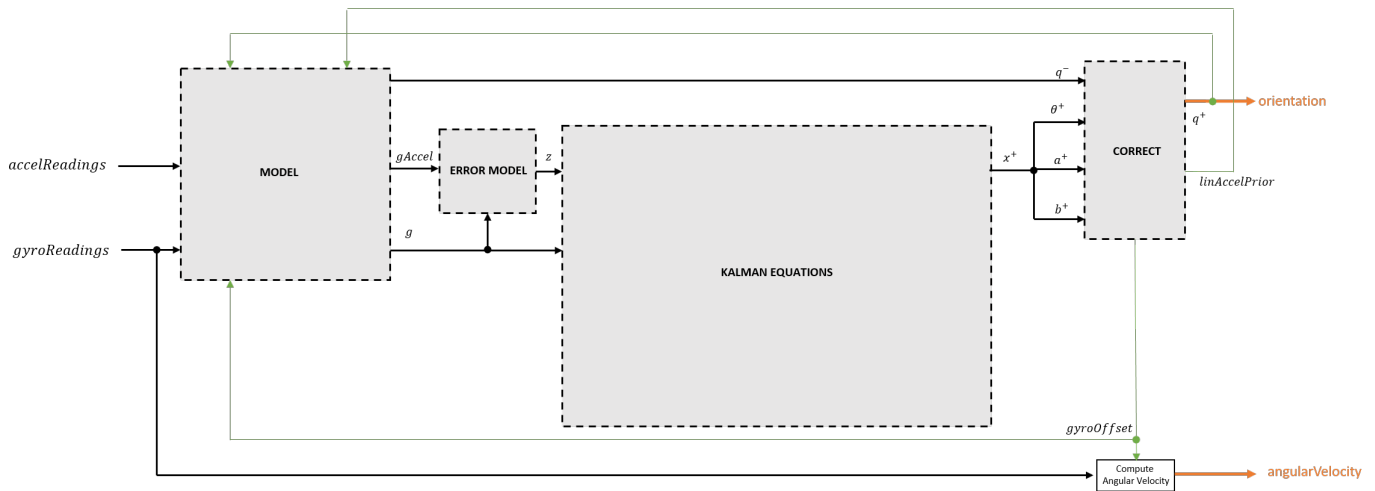 q⁻
orientation
θ⁺
q⁺
CORRECT
gAccel
z
x⁺
a⁺
accelReadings
MODEL
ERROR MODEL
linAccelPrior
b⁺
g
gyroReadings
KALMAN EQUATIONS
gyroOffset
Compute
Angular Velocity
angularVelocity